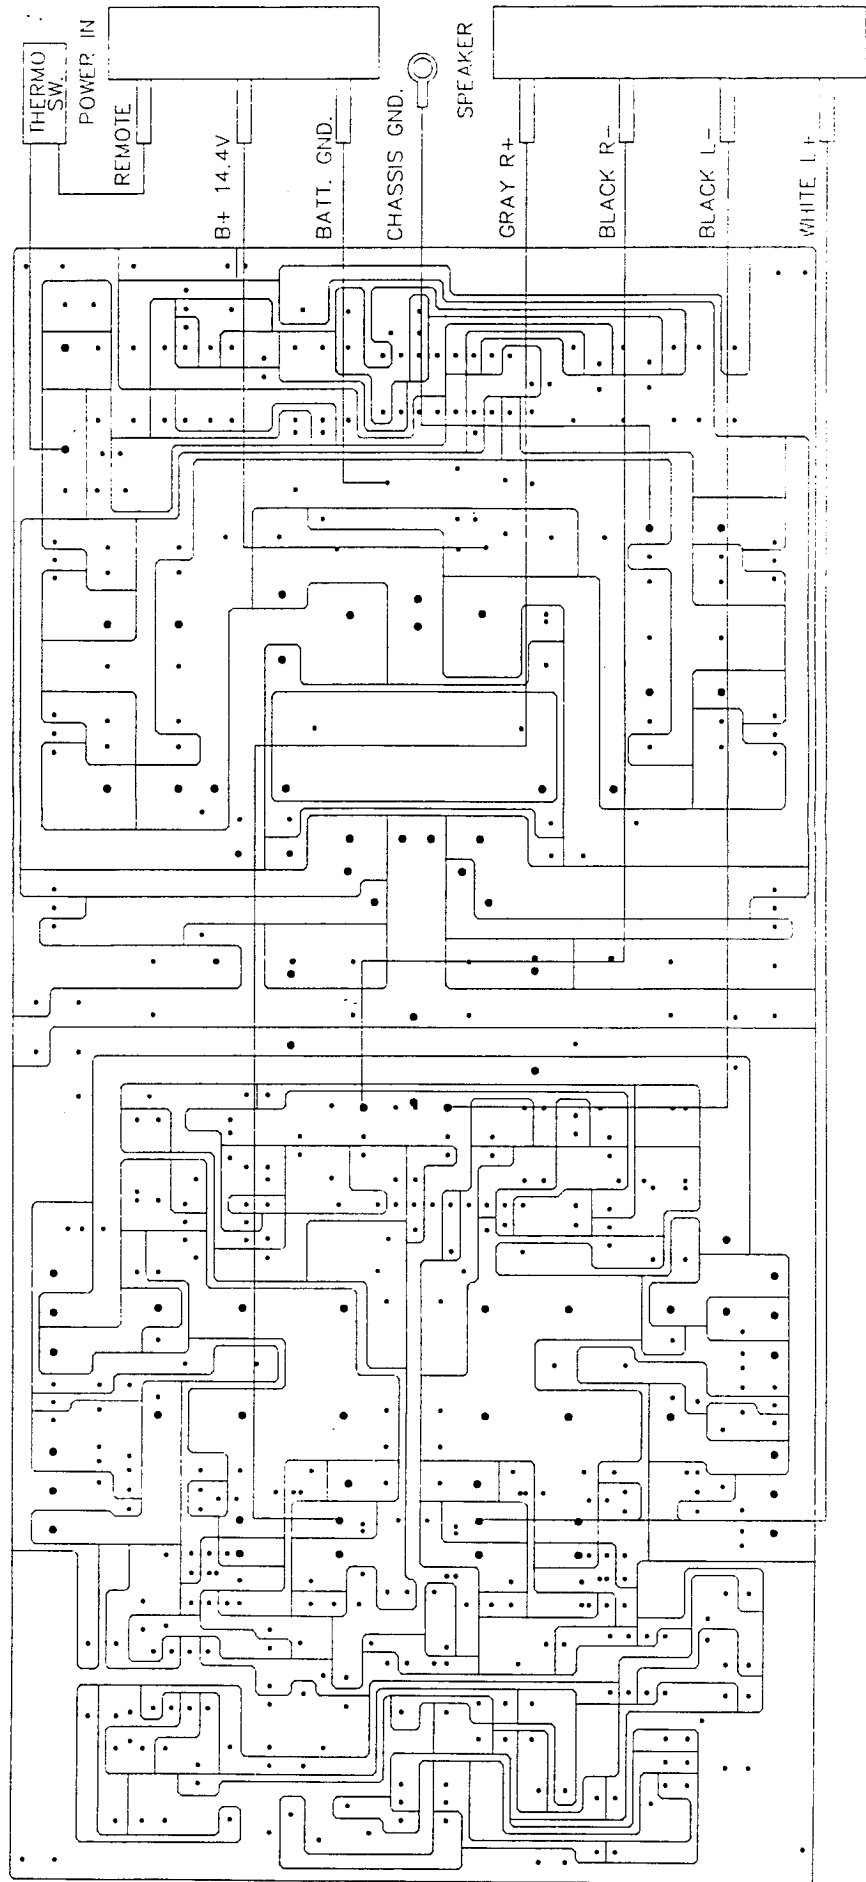 THERMO
SW.
POWER IN
REMOTE
B+ 14.4V
BATT. GND.
CHASSIS GND.
SPEAKER
GRAY R+
BLACK R-
BLACK L-
WHITE L+